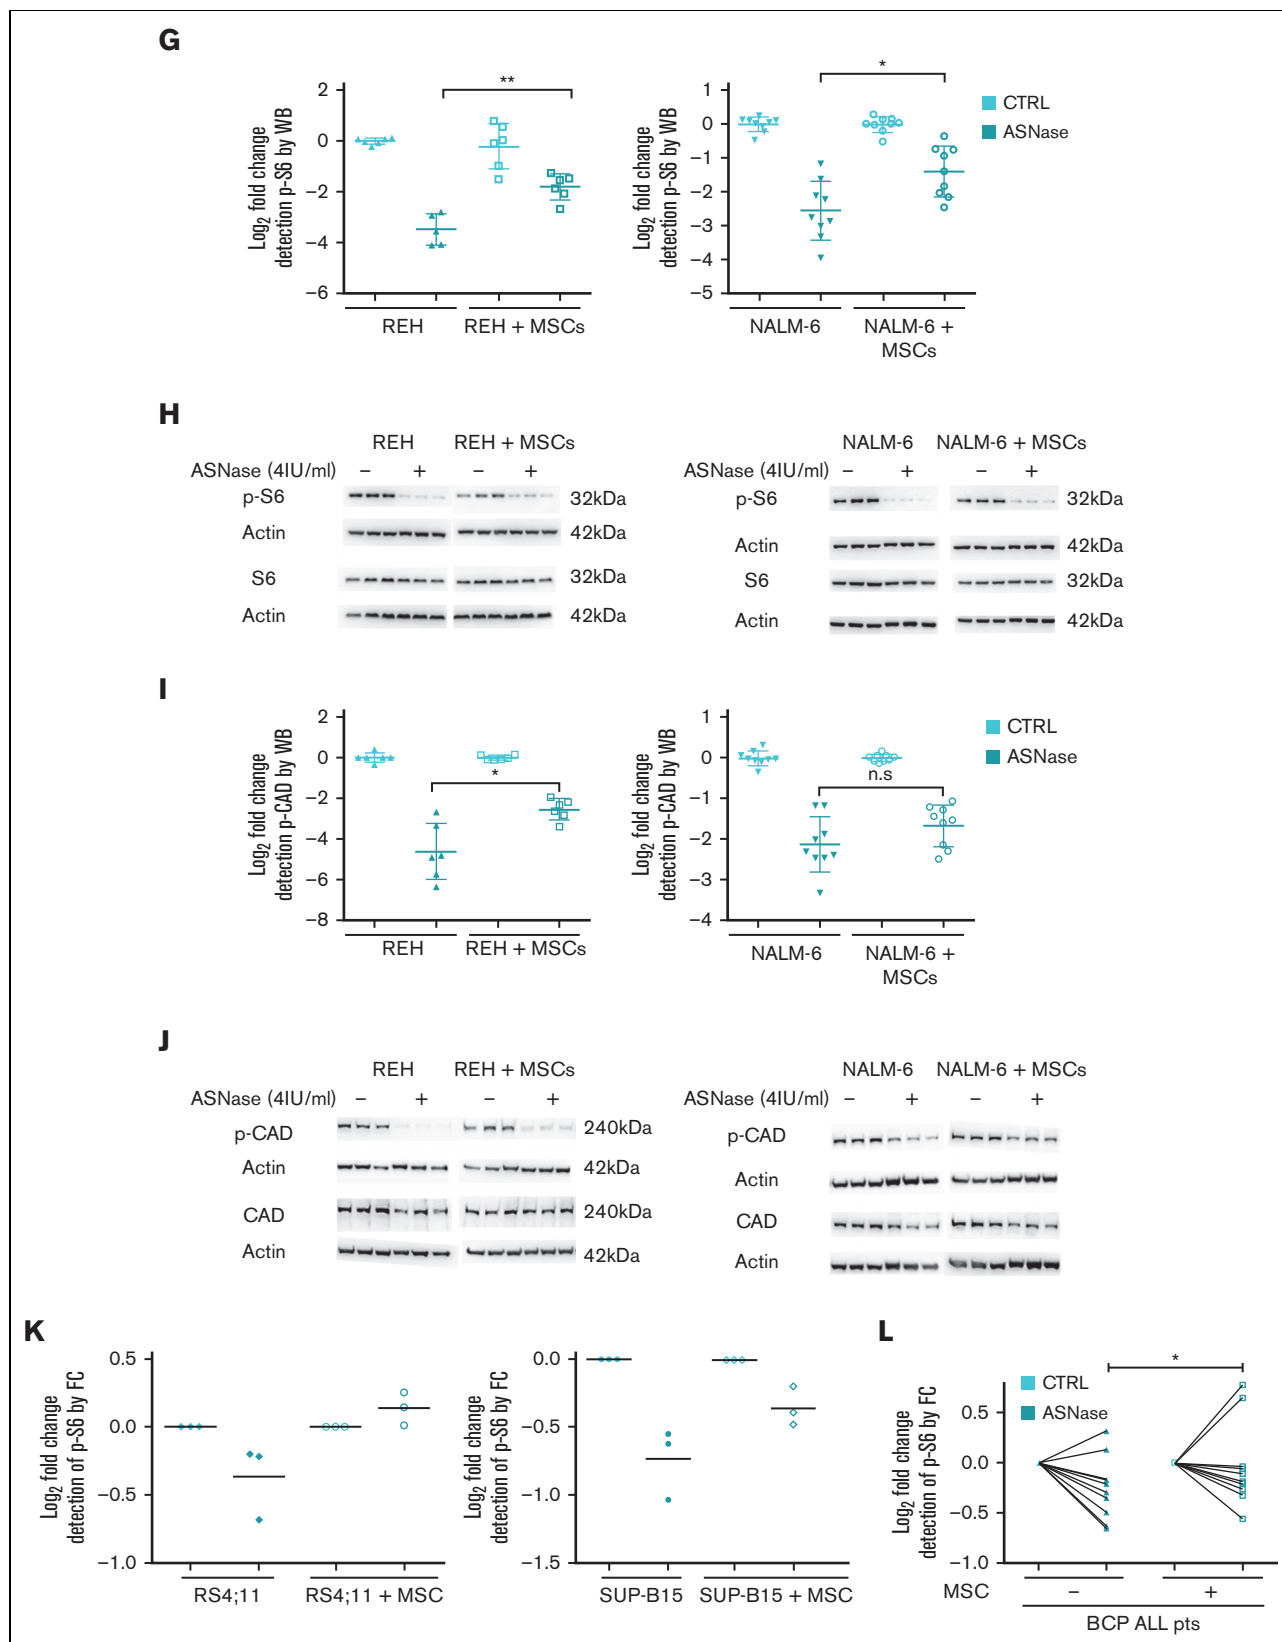 G
Log2 fold change
detection p-S6 by WB
2
0
−2
−4
−6
**
REH
REH + MSCs
Log2 fold change
detection p-S6 by WB
1
0
−1
−2
−3
−4
−5
*
NALM-6
NALM-6 +
MSCs
CTRL
ASNase
H
REH
REH + MSCs
ASNase (4IU/ml)
−
+
−
+
p-S6
32kDa
Actin
42kDa
S6
32kDa
Actin
42kDa
NALM-6
NALM-6 + MSCs
ASNase (4IU/ml)
−
+
−
+
p-S6
32kDa
Actin
42kDa
S6
32kDa
Actin
42kDa
I
Log2 fold change
detection p-CAD by WB
2
0
−2
−4
−6
−8
*
REH
REH + MSCs
Log2 fold change
detection p-CAD by WB
1
0
−1
−2
−3
−4
n.s
NALM-6
NALM-6 +
MSCs
CTRL
ASNase
J
REH
REH + MSCs
ASNase (4IU/ml)
−
+
−
+
p-CAD
240kDa
Actin
42kDa
CAD
240kDa
Actin
42kDa
NALM-6
NALM-6 + MSCs
ASNase (4IU/ml)
−
+
−
+
p-CAD
Actin
CAD
Actin
K
Log2 fold change
detection of p-S6 by FC
0.5
0.0
−0.5
−1.0
RS4;11
RS4;11 + MSC
Log2 fold change
detection of p-S6 by FC
0.0
−0.5
−1.0
−1.5
SUP-B15
SUP-B15 + MSC
L
Log2 fold change
detection of p-S6 by FC
0.5
0.0
−0.5
−1.0
*
CTRL
ASNase
MSC
−
+
BCP ALL pts